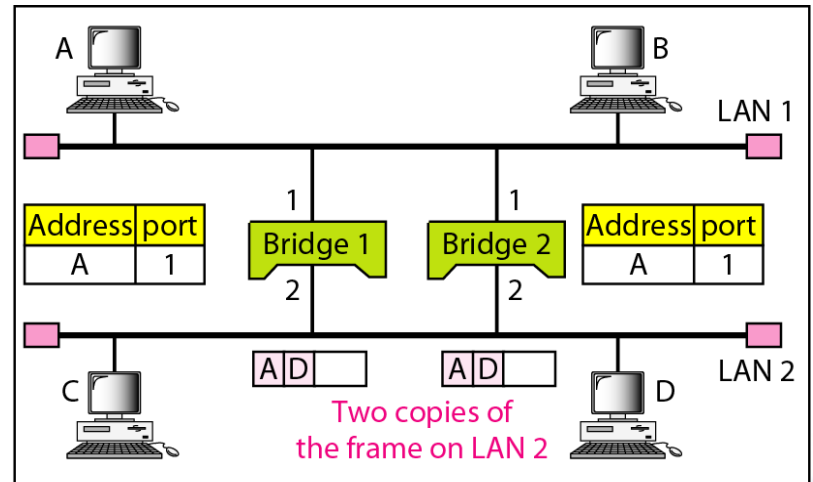 A
B
LAN 1
1
1
Address port
A 1
Bridge 1
Bridge 2
Address port
A 1
2
2
A D
A D
C
D
LAN 2
Two copies of
the frame on LAN 2